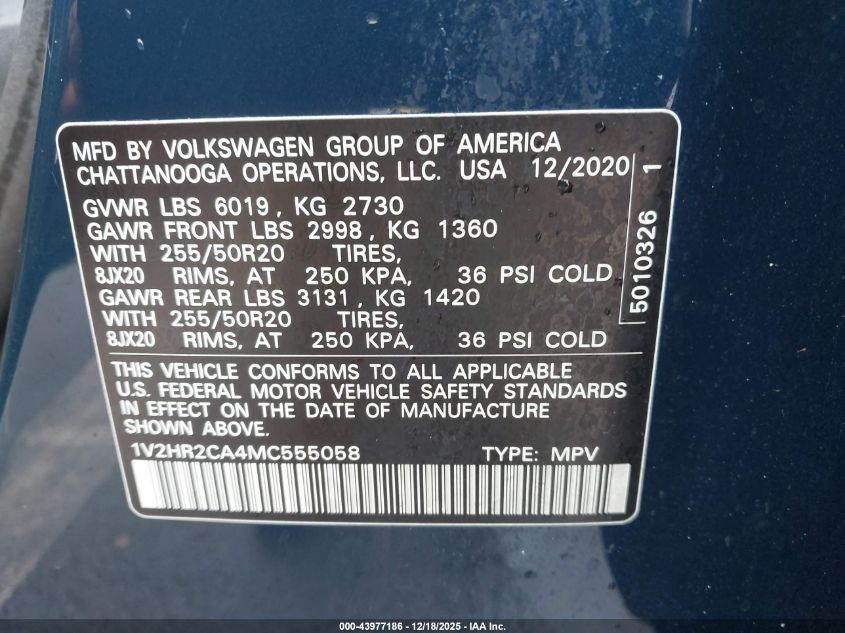 MFD BY VOLKSWAGEN GROUP OF AMERICA
CHATTANOOGA OPERATIONS, LLC. USA 12/2020
GVWR LBS 6019, KG 2730
GAWR FRONT LBS 2998, KG 1360
WITH 255/50R20 TIRES,
8JX20 RIMS, AT 250 KPA, 36 PSI COLD
GAWR REAR LBS 3131, KG 1420
WITH 255/50R20 TIRES,
8JX20 RIMS, AT 250 KPA, 36 PSI COLD
5010326 1
THIS VEHICLE CONFORMS TO ALL APPLICABLE
U.S. FEDERAL MOTOR VEHICLE SAFETY STANDARDS
IN EFFECT ON THE DATE OF MANUFACTURE
SHOWN ABOVE.
1V2HR2CA4MC555058 TYPE: MPV
000-43977186 - 12/18/2025 - IAA Inc.